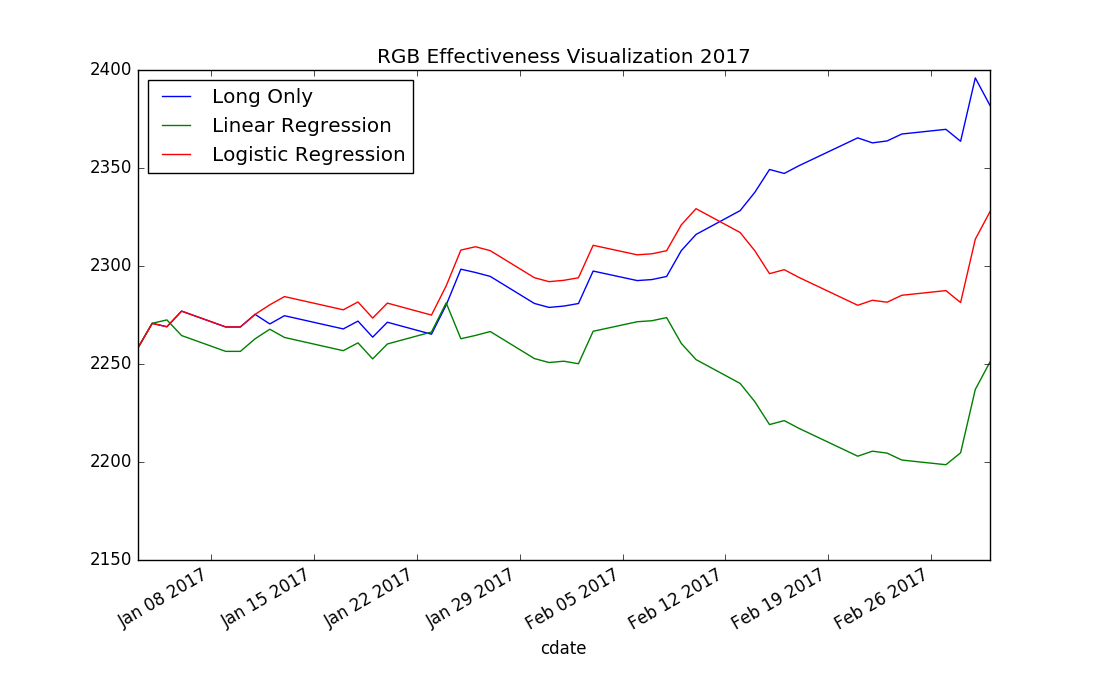 RGB Effectiveness Visualization 2017
2400
2350
2300
2250
2200
2150
Long Only
Linear Regression
Logistic Regression
Jan 08 2017
Jan 15 2017
Jan 22 2017
Jan 29 2017
Feb 05 2017
Feb 12 2017
Feb 19 2017
Feb 26 2017
cdate